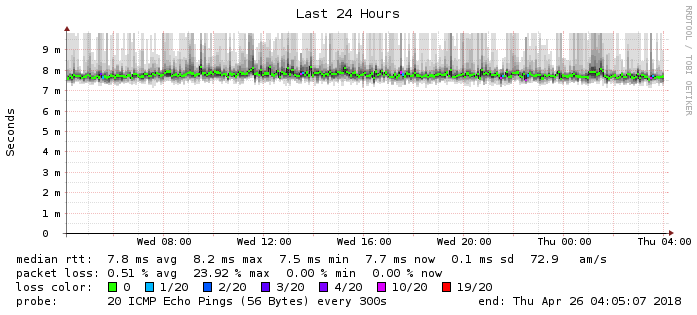 Last 24 Hours
RRDTOOL / TOBI OETIKER
Seconds
9 m
8 m
7 m
6 m
5 m
4 m
3 m
2 m
1 m
0
Wed 08:00 Wed 12:00 Wed 16:00 Wed 20:00 Thu 00:00 Thu 04:00
median rtt: 7.8 ms avg 8.2 ms max 7.5 ms min 7.7 ms now 0.1 ms sd 72.9 am/s
packet loss: 0.51 % avg 23.92 % max 0.00 % min 0.00 % now
loss color: 0 1/20 2/20 3/20 4/20 10/20 19/20
probe: 20 ICMP Echo Pings (56 Bytes) every 300s end: Thu Apr 26 04:05:07 2018